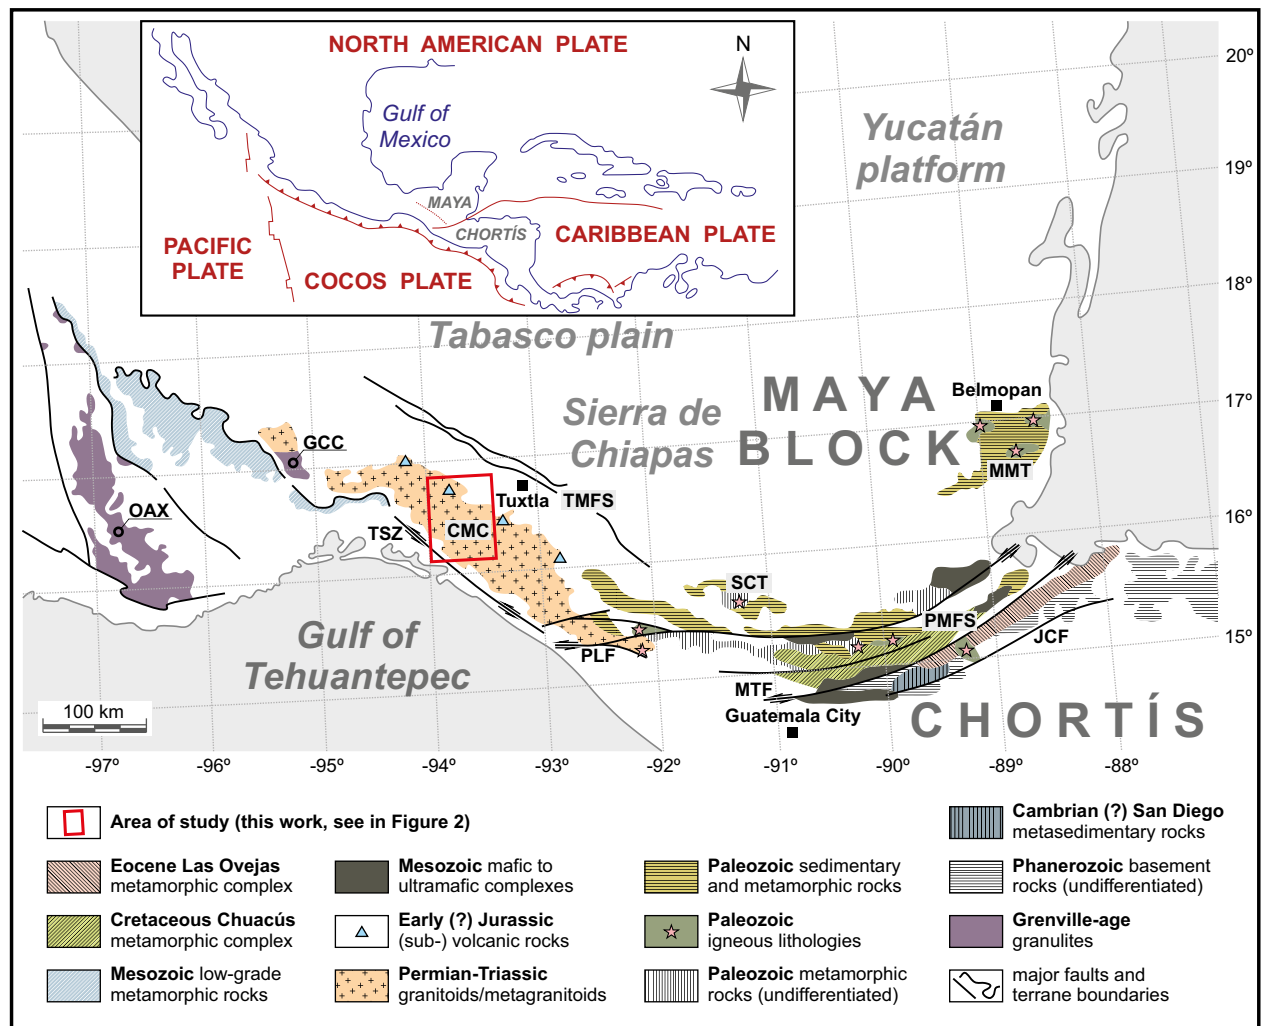 NORTH AMERICAN PLATE
N
Gulf of
Mexico
MAYA
CHORTÍS
PACIFIC
PLATE
COCOS PLATE
CARIBBEAN PLATE
Yucatán
platform
Tabasco plain
Sierra de
Chiapas
MAYA
BLOCK
Belmopan
MMT
GCC
OAX
TSZ
CMC
Tuxtla
TMFS
SCT
PMFS
JCF
PLF
MTF
Guatemala City
CHORTÍS
Gulf of
Tehuantepec
100 km
20º
19º
18º
17º
16º
15º
-97º
-96º
-95º
-94º
-93º
-92º
-91º
-90º
-89º
-88º
Area of study (this work, see in Figure 2)
Cambrian (?) San Diego
metasedimentary rocks
Eocene Las Ovejas
metamorphic complex
Mesozoic mafic to
ultramafic complexes
Paleozoic sedimentary
and metamorphic rocks
Phanerozoic basement
rocks (undifferentiated)
Cretaceous Chuacús
metamorphic complex
Early (?) Jurassic
(sub-) volcanic rocks
Paleozoic
igneous lithologies
Grenville-age
granulites
Mesozoic low-grade
metamorphic rocks
Permian-Triassic
granitoids/metagranitoids
Paleozoic metamorphic
rocks (undifferentiated)
major faults and
terrane boundaries